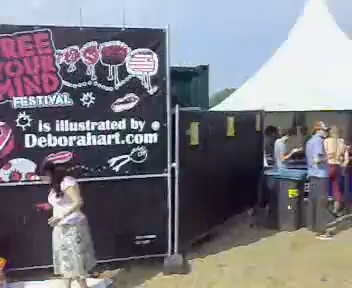 FREE
YOUR
MIND
FESTIVAL
is illustrated by
Deborahart.com